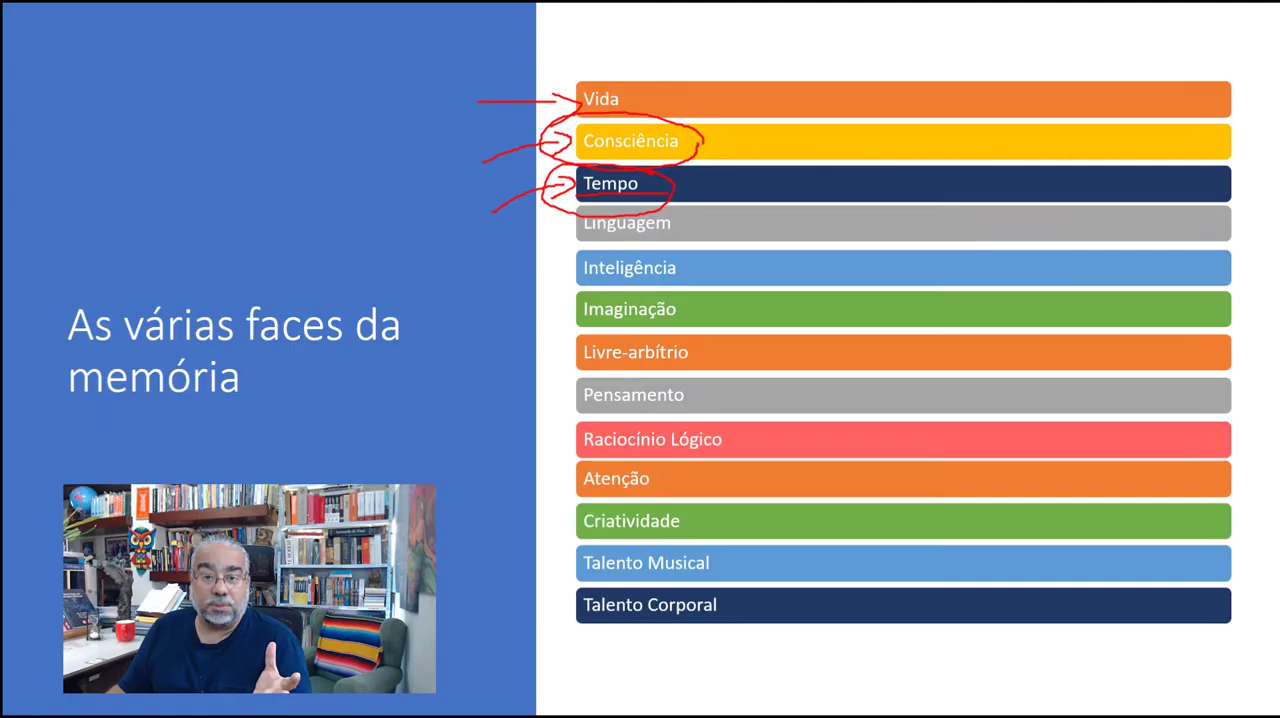 As várias faces da
memória
Vida
Consciência
Tempo
Linguagem
Inteligência
Imaginação
Livre-arbítrio
Pensamento
Raciocínio Lógico
Atenção
Criatividade
Talento Musical
Talento Corporal